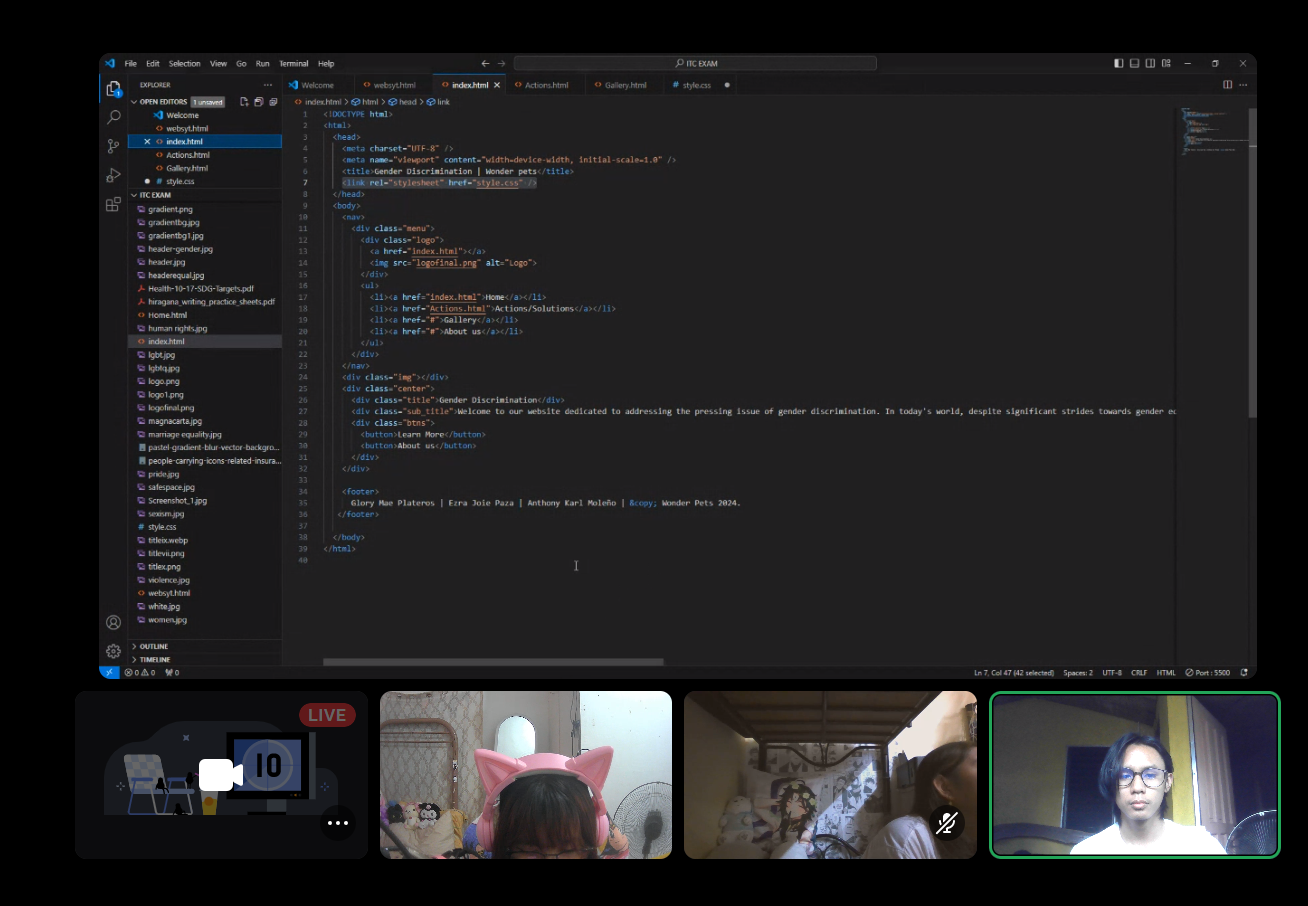 File Edit Selection View Go Run Terminal Help
ITC EXAM
EXPLORER
Welcome
websyt.html
index.html
Actions.html
Gallery.html
style.css
OPEN EDITORS 1 unsaved
Welcome
websyt.html
index.html
Actions.html
Gallery.html
style.css
ITC EXAM
gradient.png
gradientbg.jpg
gradientbg1.jpg
header-gender.jpg
header.jpg
headerequal.jpg
Health-10-17-SDG-Targets.pdf
hiragana_writing_practice_sheets.pdf
Home.html
human rights.jpg
index.html
lgbt.jpg
lgbtq.jpg
logo.png
logo1.png
logofinal.png
magnacarta.jpg
marriage equality.jpg
pastel-gradient-blur-vector-backgro...
people-carrying-icons-related-insura...
pride.jpg
safespace.jpg
Screenshot_1.jpg
sexism.jpg
style.css
titleix.webp
titlevii.png
titlex.png
violence.jpg
websyt.html
white.jpg
women.jpg
OUTLINE
TIMELINE
index.html > html > head > link
1 <!DOCTYPE html>
2 <html>
3 <head>
4 <meta charset="UTF-8" />
5 <meta name="viewport" content="width=device-width, initial-scale=1.0" />
6 <title>Gender Discrimination | Wonder pets</title>
7 <link rel="stylesheet" href="style.css" />
8 </head>
9 <body>
10 <nav>
11 <div class="menu">
12 <div class="logo">
13 <a href="index.html"></a>
14 <img src="logofinal.png" alt="Logo">
15 </div>
16 <ul>
17 <li><a href="index.html">Home</a></li>
18 <li><a href="Actions.html">Actions/Solutions</a></li>
19 <li><a href="#">Gallery</a></li>
20 <li><a href="#">About us</a></li>
21 </ul>
22 </div>
23 </nav>
24 <div class="img"></div>
25 <div class="center">
26 <div class="title">Gender Discrimination</div>
27 <div class="sub_title">Welcome to our website dedicated to addressing the pressing issue of gender discrimination. In today's world, despite significant strides towards gender ec
28 <div class="btns">
29 <button>Learn More</button>
30 <button>About us</button>
31 </div>
32 </div>
33
34 <footer>
35 Glory Mae Plateros | Ezra Joie Paza | Anthony Karl Moleño | &copy; Wonder Pets 2024.
36 </footer>
37
38 </body>
39 </html>
40
0 0 0
Ln 7, Col 47 (42 selected) Spaces: 2 UTF-8 CRLF HTML Port : 5500
LIVE
10